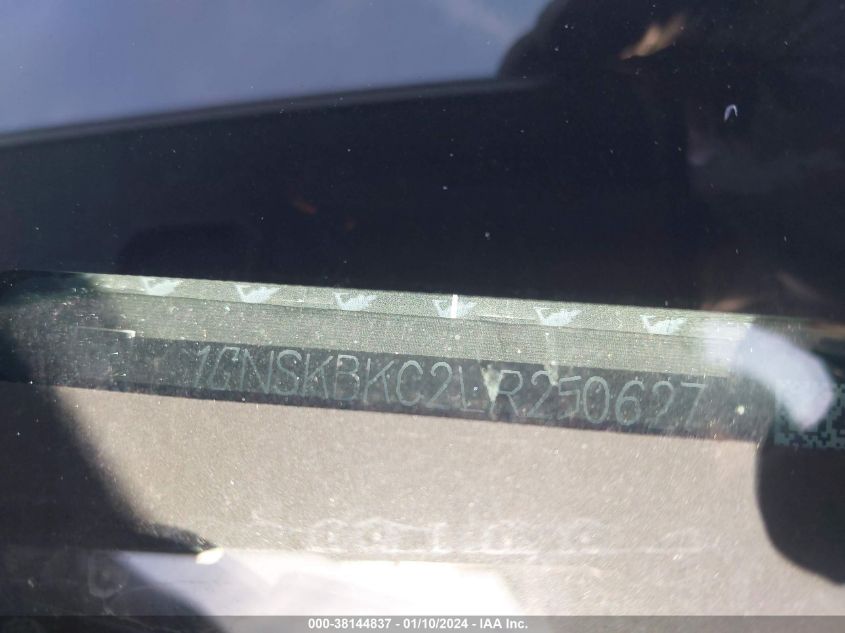 1GNSKBKC2LR250627
000-38144837 - 01/10/2024 - IAA Inc.